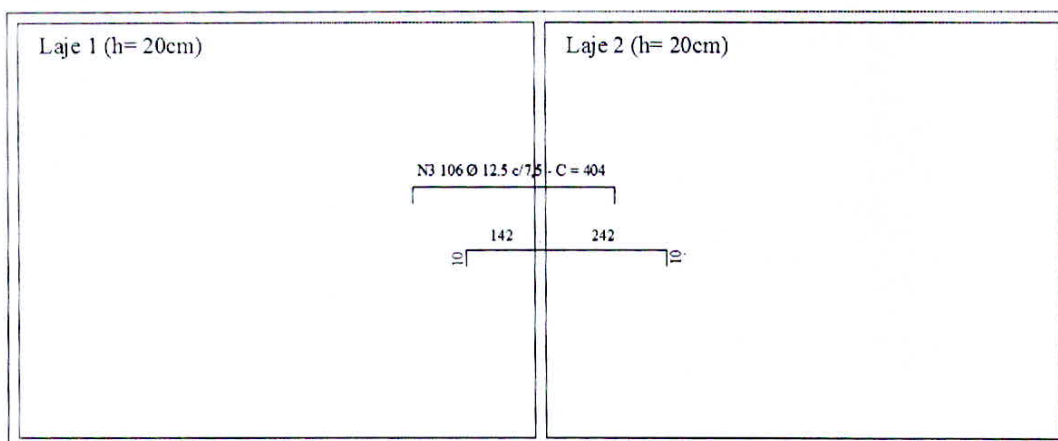 Laje 1 (h= 20cm)
Laje 2 (h= 20cm)
N3 106 Ø 12.5 c/7,5 - C = 404
142
242
10
10